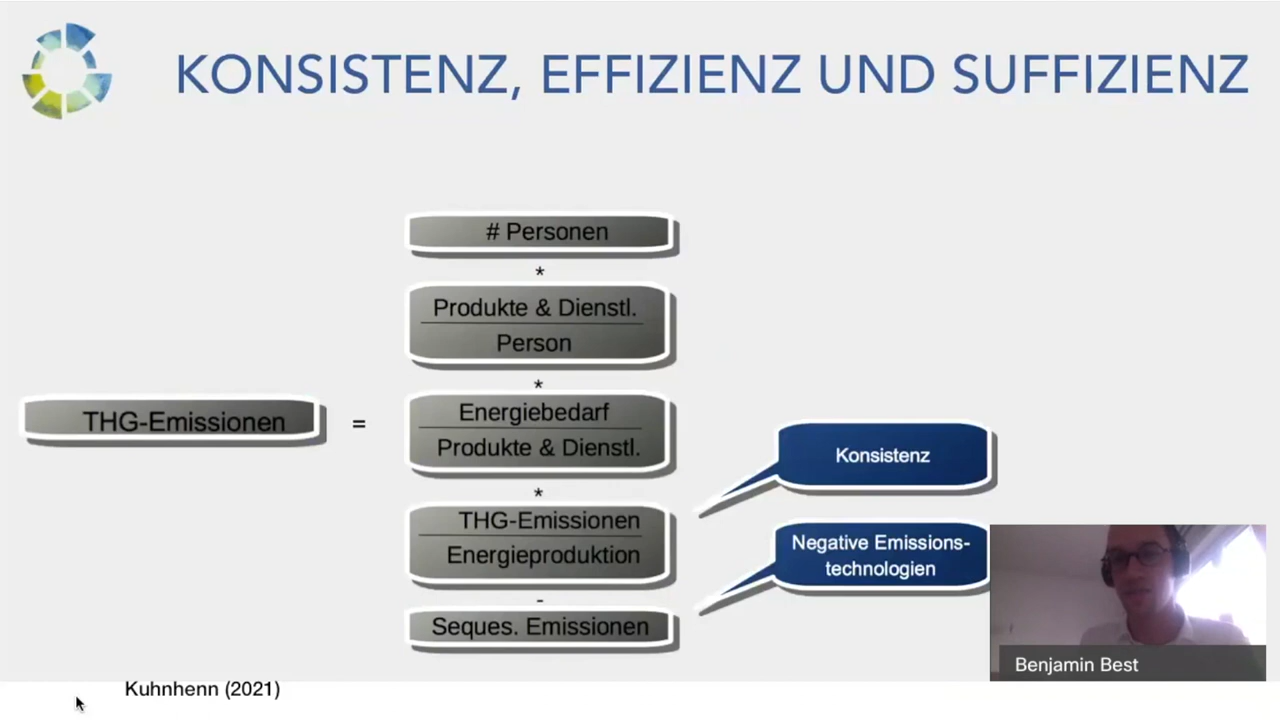 KONSISTENZ, EFFIZIENZ UND SUFFIZIENZ
# Personen
*
Produkte & Dienstl.
Person
*
THG-Emissionen
=
Energiebedarf
Produkte & Dienstl.
*
THG-Emissionen
Energieproduktion
-
Seques. Emissionen
Konsistenz
Negative Emissions-
technologien
Benjamin Best
Kuhnhenn (2021)